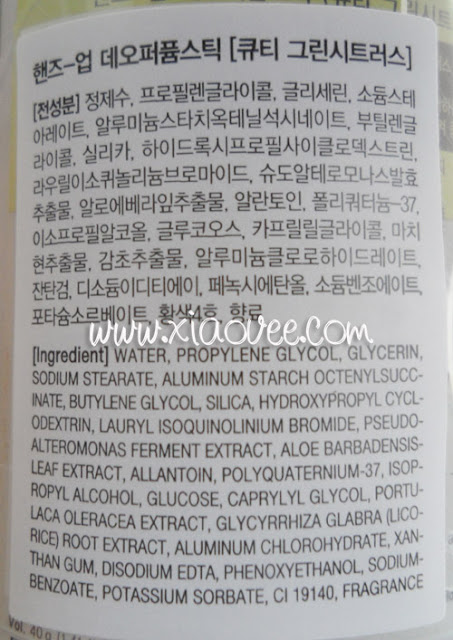 핸즈-업 데오퍼퓸스틱 [큐티 그린시트러스]
[전성분] 정제수, 프로필렌글라이콜, 글리세린, 소듐스테
아레이트, 알루미늄스타치옥테닐석시네이트, 부틸렌글
라이콜, 실리카, 하이드록시프로필사이클로덱스트린,
라우릴이소퀴놀리늄브로마이드, 슈도알테로모나스발효
추출물, 알로에베라잎추출물, 알란토인, 폴리쿼터늄-37,
이소프로필알코올, 글루코오스, 카프릴릴글라이콜, 마치
현추출물, 감초추출물, 알루미늄클로로하이드레이트,
잔탄검, 디소듐이디티에이, 페녹시에탄올, 소듐벤조에이트,
포타슘소르베이트, 황색4호, 향료
www.xiaovee.com
[Ingredient] WATER, PROPYLENE GLYCOL, GLYCERIN,
SODIUM STEARATE, ALUMINUM STARCH OCTENYLSUCC-
INATE, BUTYLENE GLYCOL, SILICA, HYDROXYPROPYL CYCL-
ODEXTRIN, LAURYL ISOQUINOLINIUM BROMIDE, PSEUDO-
ALTEROMONAS FERMENT EXTRACT, ALOE BARBADENSIS-
LEAF EXTRACT, ALLANTOIN, POLYQUATERNIUM-37, ISOP-
ROPYL ALCOHOL, GLUCOSE, CAPRYLYL GLYCOL, PORTU-
LACA OLERACEA EXTRACT, GLYCYRRHIZA GLABRA (LICO-
RICE) ROOT EXTRACT, ALUMINUM CHLOROHYDRATE, XAN-
THAN GUM, DISODIUM EDTA, PHENOXYETHANOL, SODIUM-
BENZOATE, POTASSIUM SORBATE, CI 19140, FRAGRANCE
Vol. 40 g